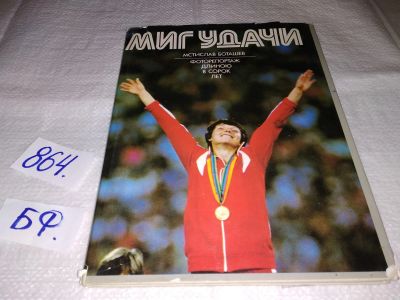 МИГ УДАЧИ
МСТИСЛАВ БОТАШЕВ
ФОТОРЕПОРТАЖ
ДЛИНОЮ
В СОРОК
ЛЕТ
864.
БФ.